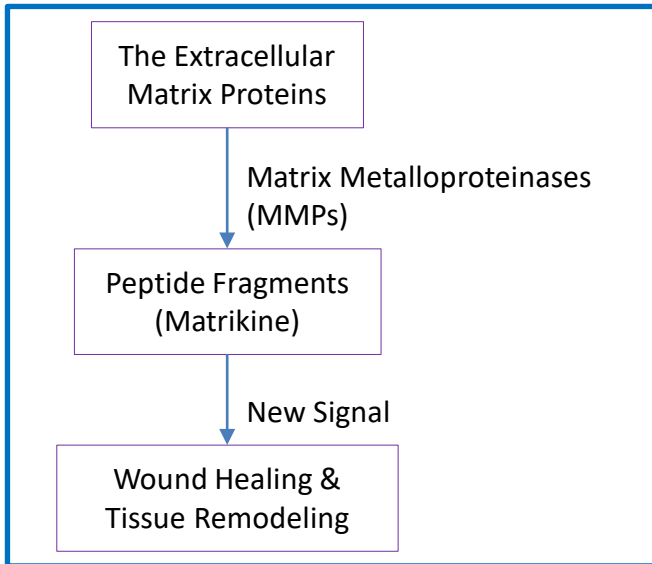 The Extracellular
Matrix Proteins
Matrix Metalloproteinases
(MMPs)
Peptide Fragments
(Matrikine)
New Signal
Wound Healing &
Tissue Remodeling